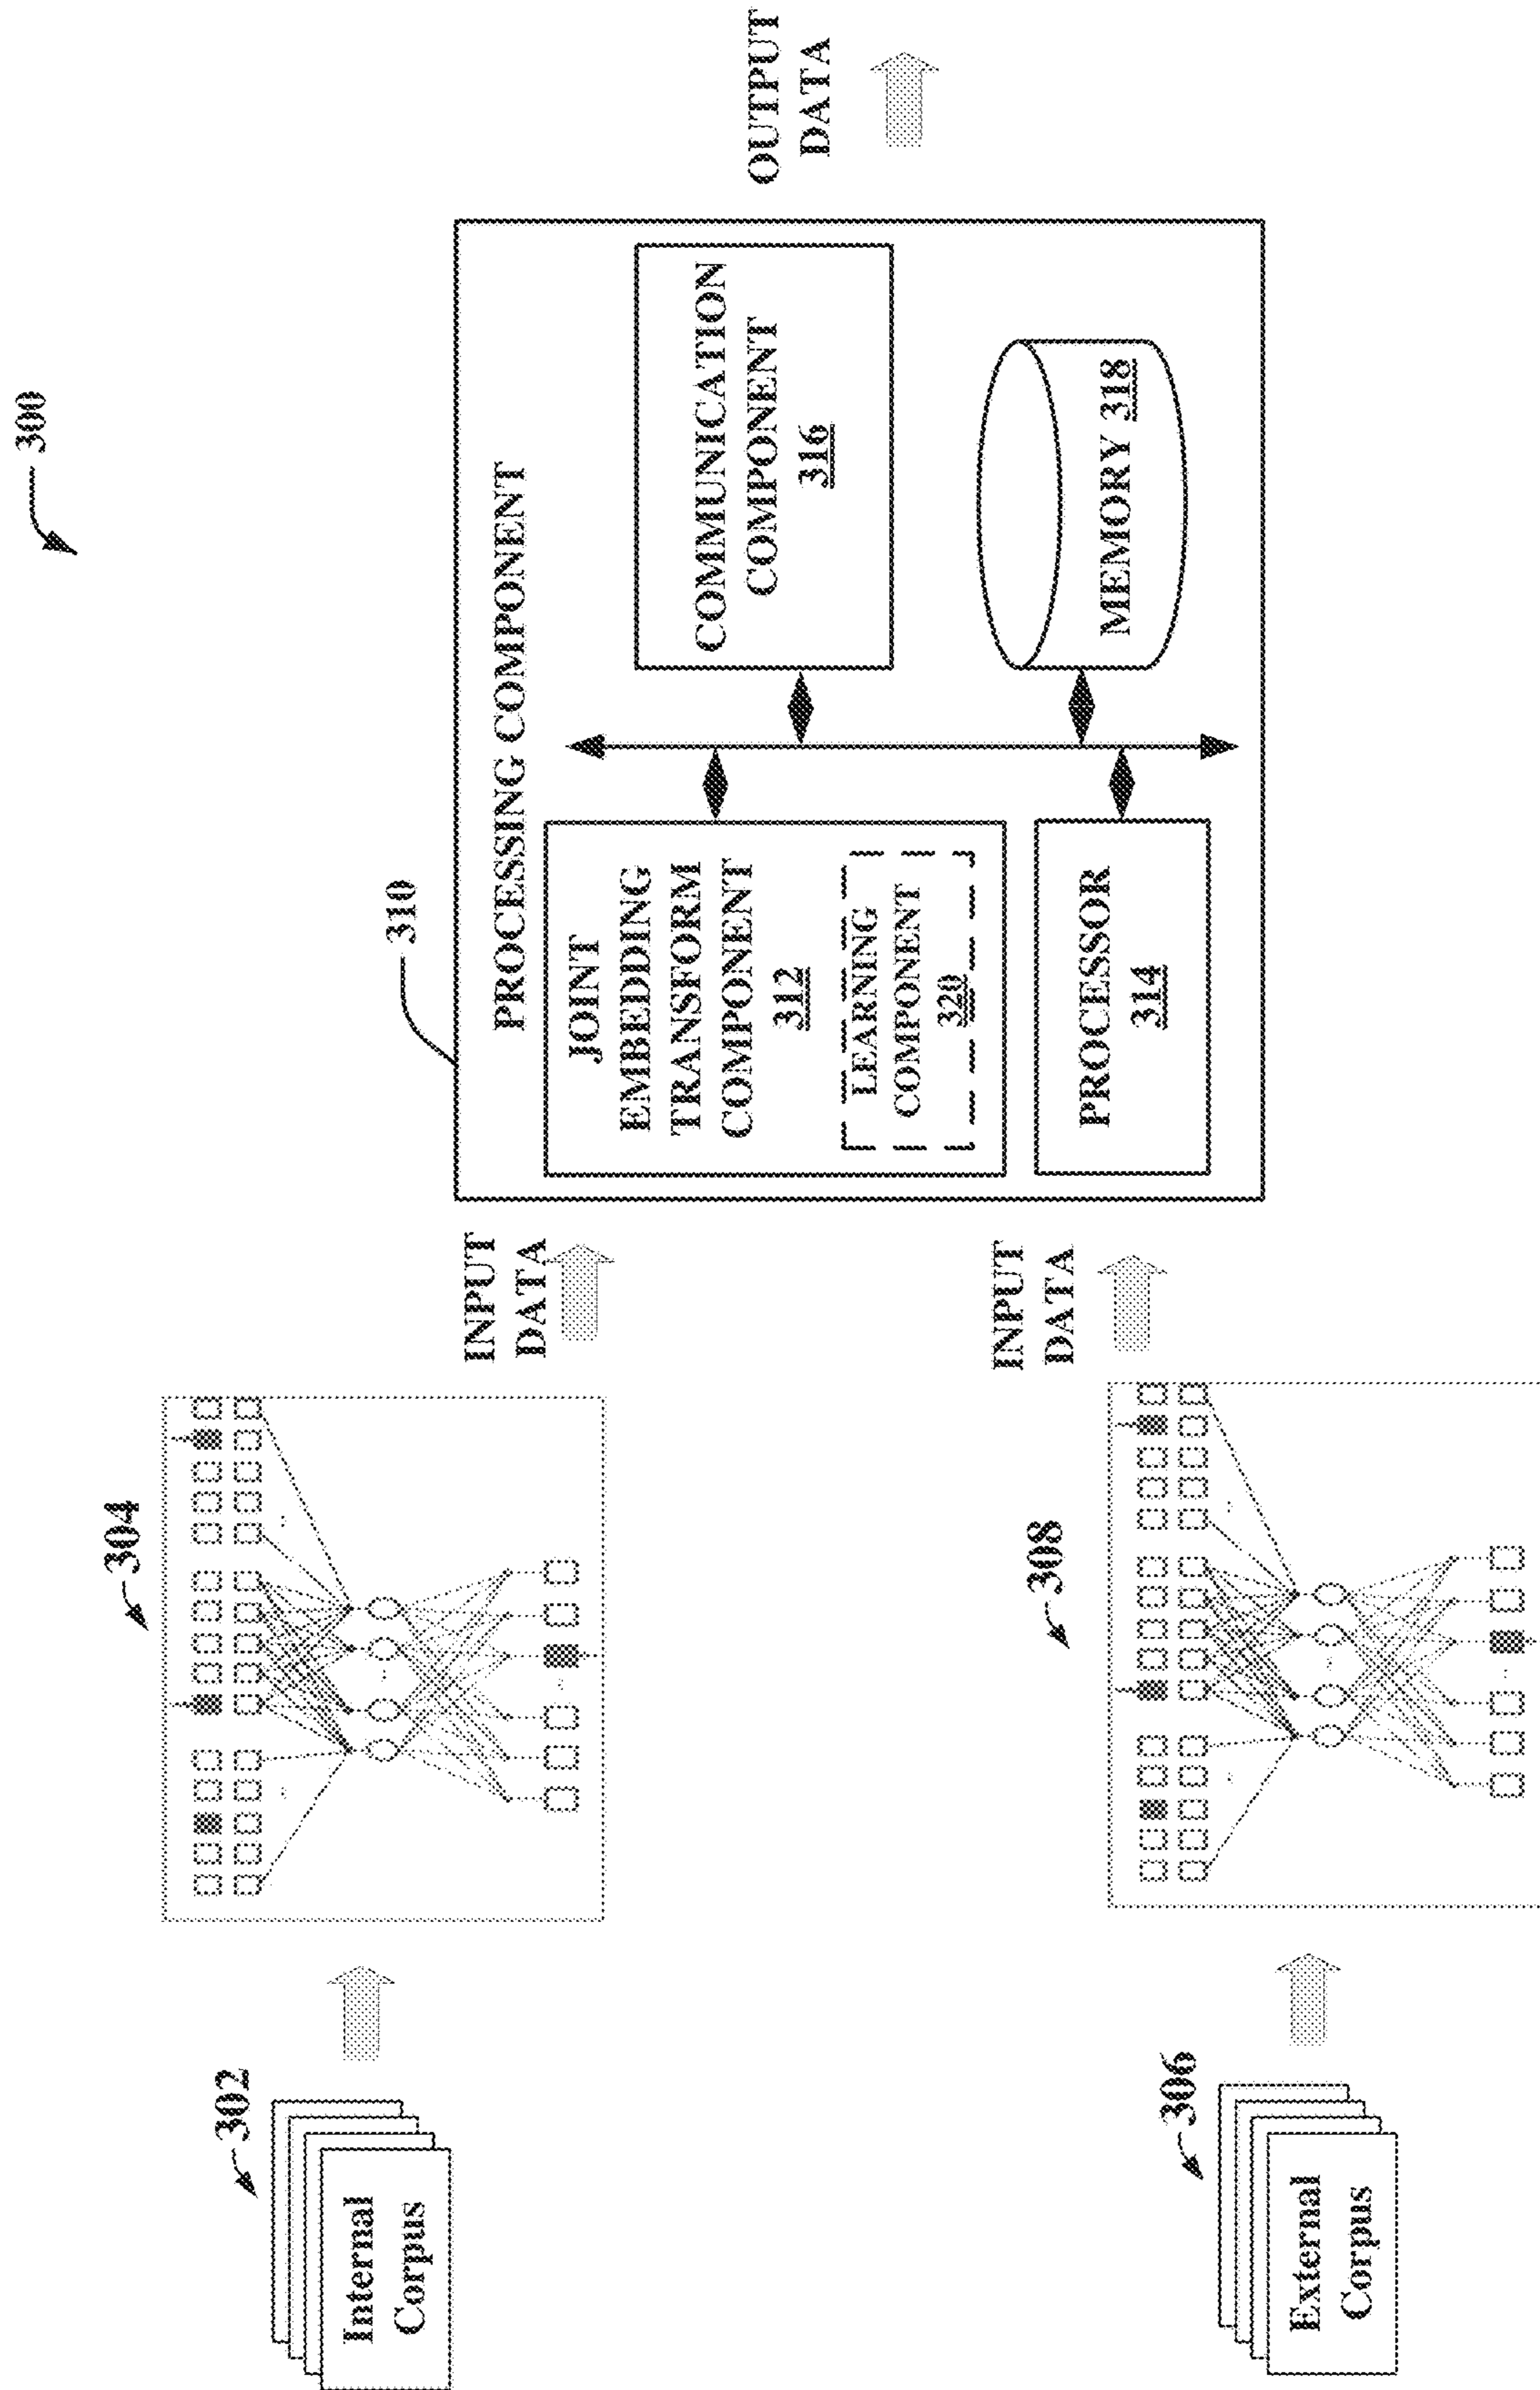 300
302
Internal
Corpus
304
INPUT
DATA
310
PROCESSING COMPONENT
JOINT
EMBEDDING
TRANSFORM
COMPONENT
312
LEARNING
COMPONENT
320
PROCESSOR
314
COMMUNICATION
COMPONENT
316
MEMORY 318
OUTPUT
DATA
306
External
Corpus
308
INPUT
DATA